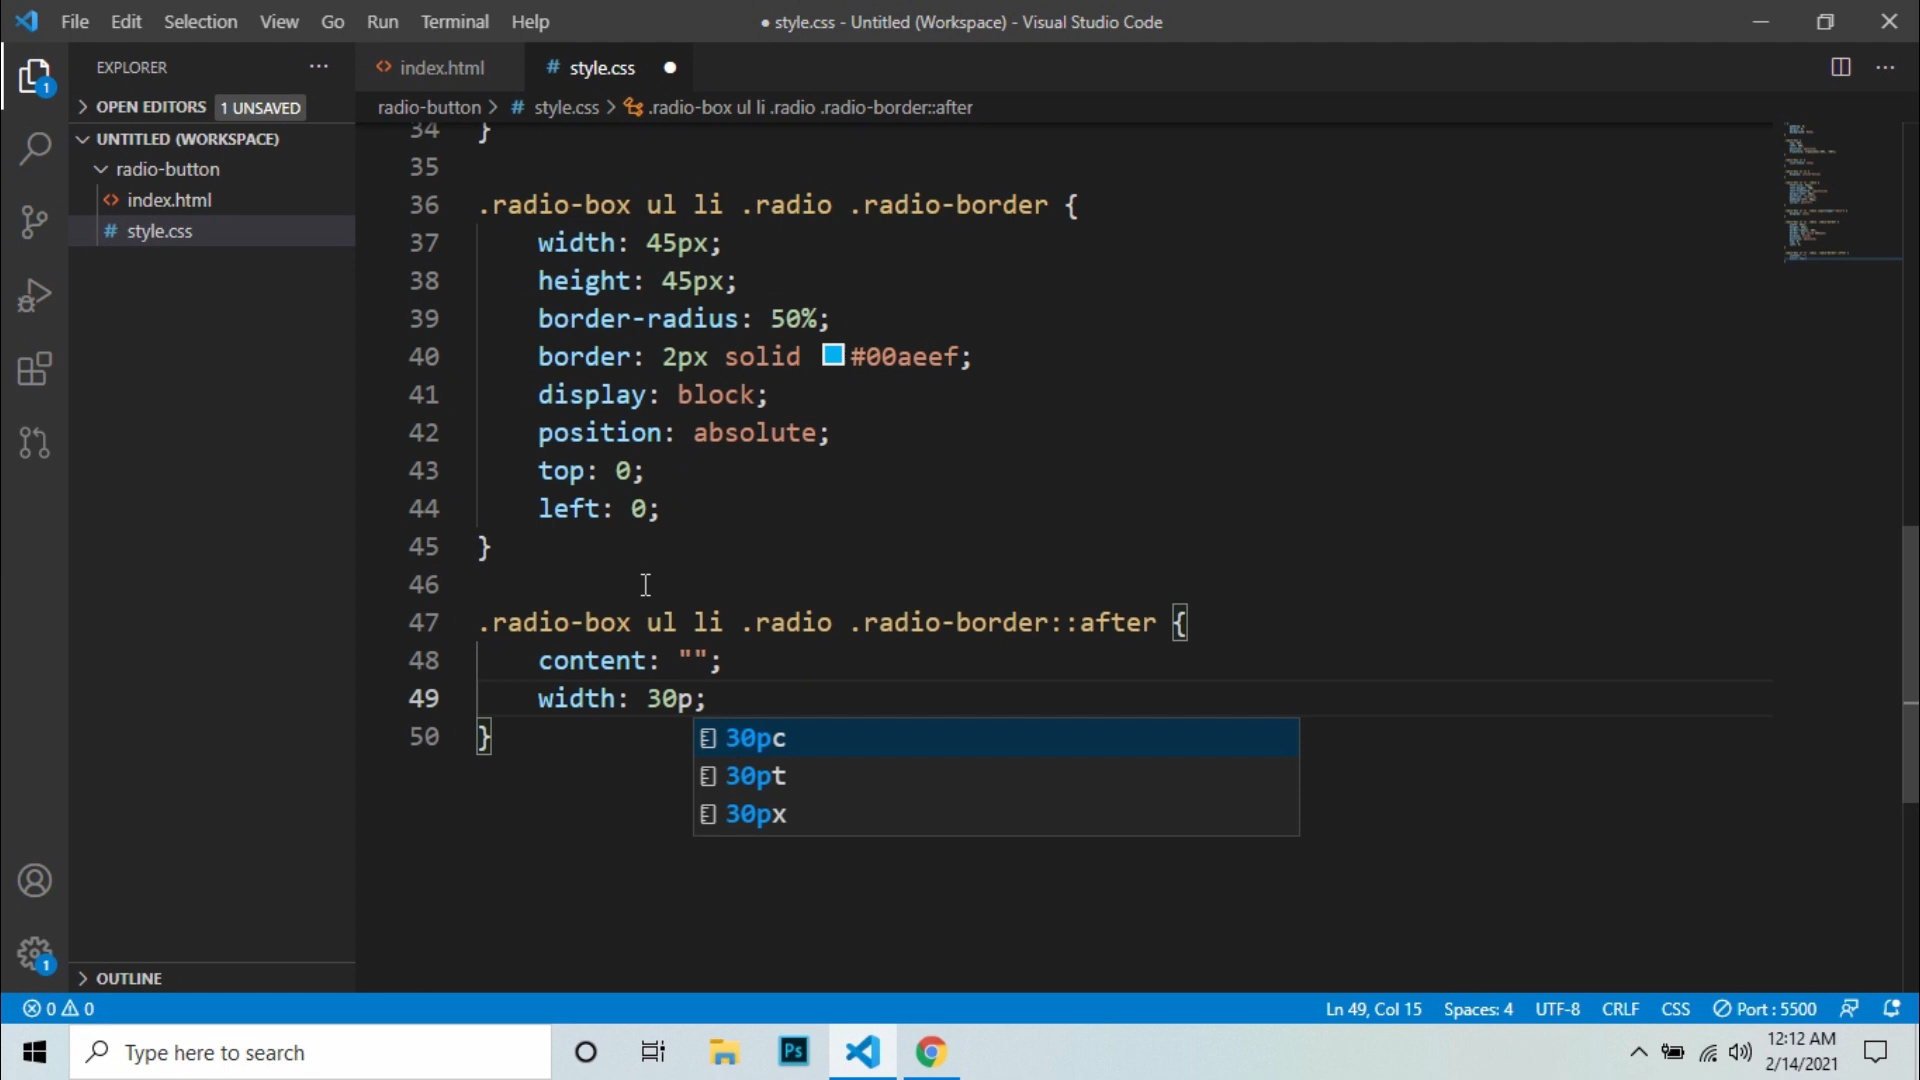 File Edit Selection View Go Run Terminal Help
● style.css - Untitled (Workspace) - Visual Studio Code
EXPLORER
1
OPEN EDITORS 1 UNSAVED
UNTITLED (WORKSPACE)
radio-button
index.html
# style.css
OUTLINE
1
index.html
# style.css
radio-button > # style.css > .radio-box ul li .radio .radio-border::after
34 }
35
36 .radio-box ul li .radio .radio-border {
37 width: 45px;
38 height: 45px;
39 border-radius: 50%;
40 border: 2px solid #00aeef;
41 display: block;
42 position: absolute;
43 top: 0;
44 left: 0;
45 }
46
47 .radio-box ul li .radio .radio-border::after {
48 content: "";
49 width: 30p;
50 }
30pc
30pt
30px
0 0
Ln 49, Col 15 Spaces: 4 UTF-8 CRLF CSS Port : 5500
Type here to search
Ps
12:12 AM
2/14/2021